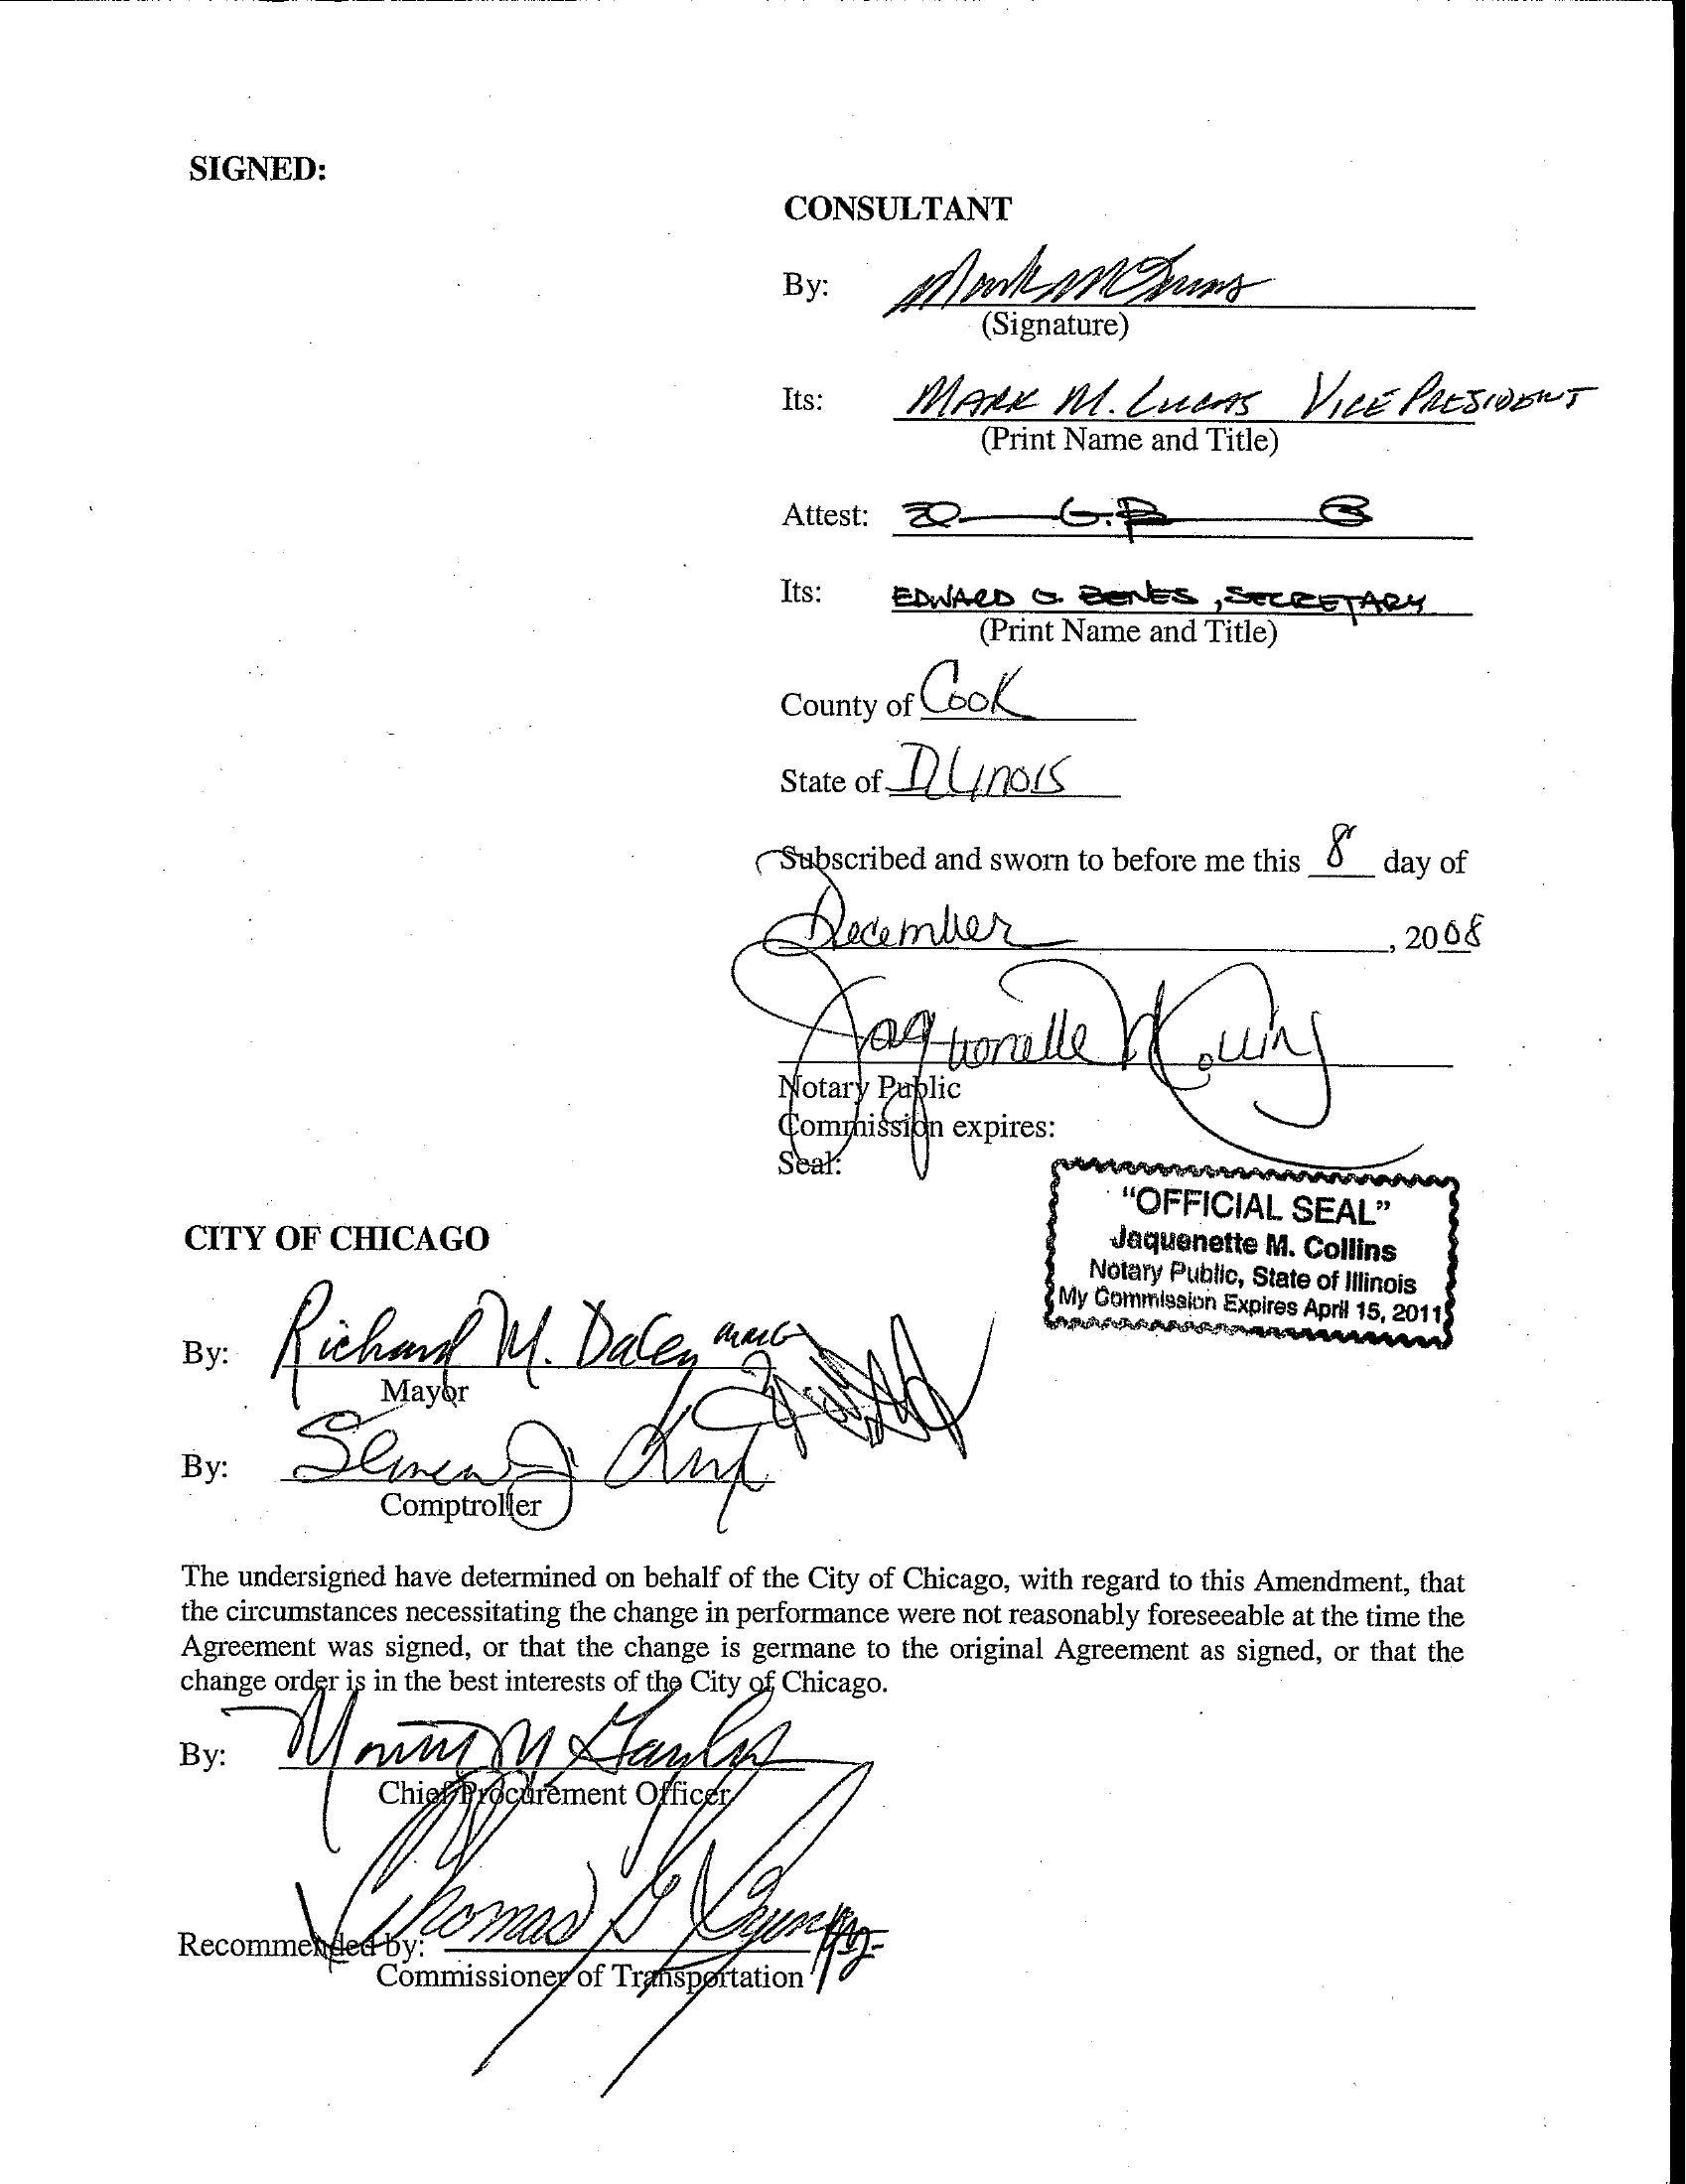 SIGNED:
CONSULTANT
By:
(Signature)
Its: MARK M. LUCAS VICE PRESIDENT
(Print Name and Title)
Attest:
Its: EDWARD G. BENES, SECRETARY
(Print Name and Title)
County of Cook
State of Illinois
Subscribed and sworn to before me this 8 day of
December, 2008
Jaquenette M Collins
Notary Public
Commission expires:
Seal:
"OFFICIAL SEAL"
Jaquenette M. Collins
Notary Public, State of Illinois
My Commission Expires April 15, 2011
CITY OF CHICAGO
By: Richard M. Daley
Mayor
By:
Comptroller
The undersigned have determined on behalf of the City of Chicago, with regard to this Amendment, that
the circumstances necessitating the change in performance were not reasonably foreseeable at the time the
Agreement was signed, or that the change is germane to the original Agreement as signed, or that the
change order is in the best interests of the City of Chicago.
By:
Chief Procurement Officer
Recommended by: Thomas G
Commissioner of Transportation